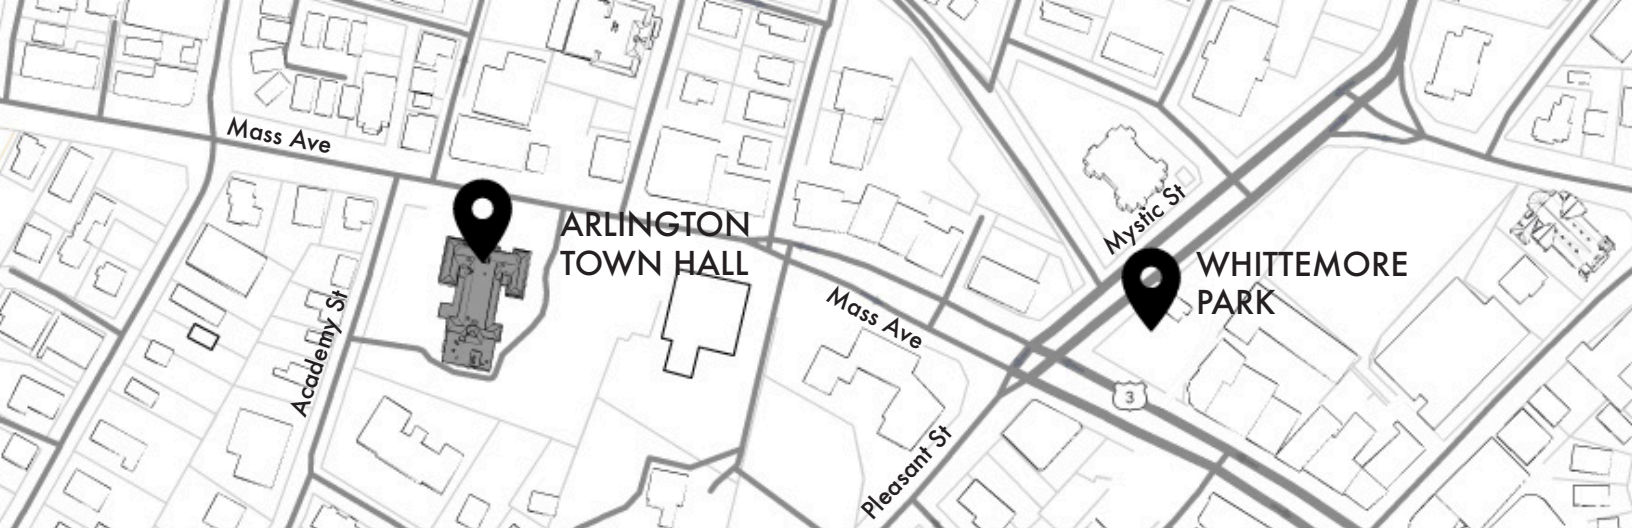 Mass Ave
ARLINGTON
TOWN HALL
Mystic St
WHITTEMORE
PARK
Mass Ave
Academy St
3
Pleasant St